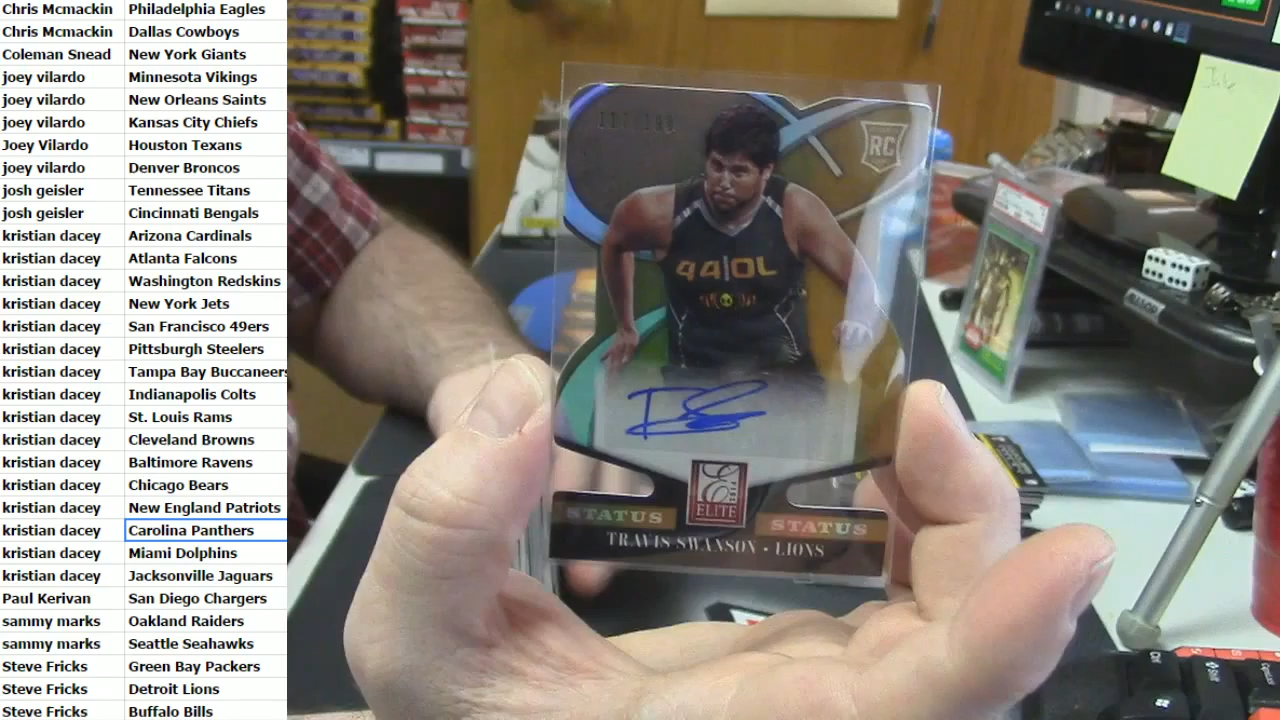 Chris Mcmackin Philadelphia Eagles
Chris Mcmackin Dallas Cowboys
Coleman Snead New York Giants
joey vilardo Minnesota Vikings
joey vilardo New Orleans Saints
joey vilardo Kansas City Chiefs
Joey Vilardo Houston Texans
joey vilardo Denver Broncos
josh geisler Tennessee Titans
josh geisler Cincinnati Bengals
kristian dacey Arizona Cardinals
kristian dacey Atlanta Falcons
kristian dacey Washington Redskins
kristian dacey New York Jets
kristian dacey San Francisco 49ers
kristian dacey Pittsburgh Steelers
kristian dacey Tampa Bay Buccaneers
kristian dacey Indianapolis Colts
kristian dacey St. Louis Rams
kristian dacey Cleveland Browns
kristian dacey Baltimore Ravens
kristian dacey Chicago Bears
kristian dacey New England Patriots
kristian dacey Carolina Panthers
kristian dacey Miami Dolphins
kristian dacey Jacksonville Jaguars
Paul Kerivan San Diego Chargers
sammy marks Oakland Raiders
sammy marks Seattle Seahawks
Steve Fricks Green Bay Packers
Steve Fricks Detroit Lions
Steve Fricks Buffalo Bills
RC
44|OL
ELITE
STATUS STATUS
TRAVIS SWANSON • LIONS